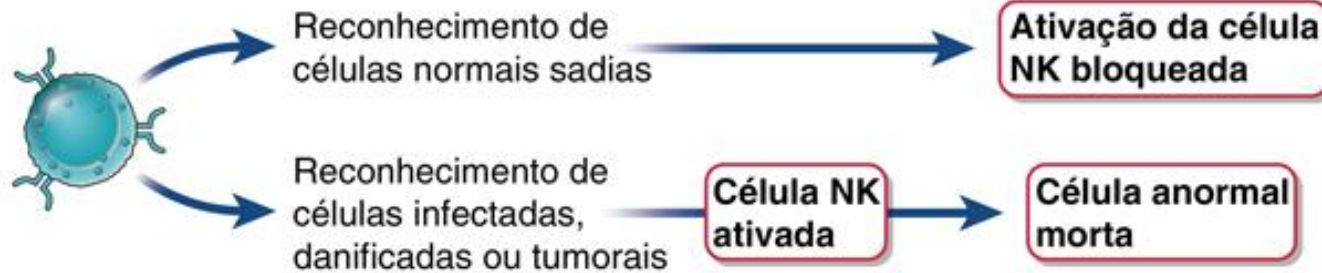 Reconhecimento de
células normais sadias
Ativação da célula
NK bloqueada
Reconhecimento de
células infectadas,
danificadas ou tumorais
Célula NK
ativada
Célula anormal
morta